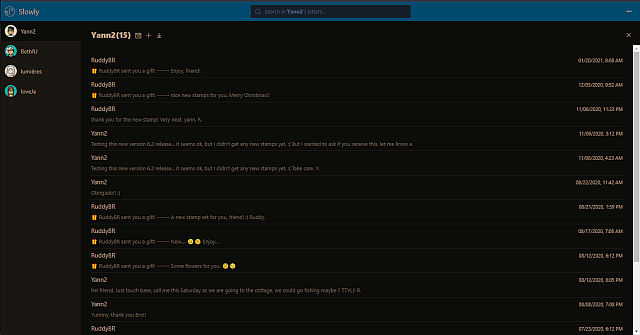 Slowly
Search in Yann2's letters...
Yann2
BethRJ
lumières
loveJa
Yann2(15)
RuddyBR 01/20/2021, 8:08 AM
RuddyBR sent you a gift! ------ Enjoy, friend!
RuddyBR 12/05/2020, 9:52 AM
RuddyBR sent you a gift! ------ nice new stamps for you. Merry Christmas!!
RuddyBR 11/06/2020, 11:23 PM
thank you for the new stamp! Very neat, yann. R.
Yann2 11/06/2020, 3:12 PM
Testing this new version 6.2 release... it seems ok, but I didn't get any new stamps yet. :( But I wanted to ask if you receive this, let me know a
Yann2 11/06/2020, 4:23 AM
Testing this new version 6.2 release... it seems ok, but I didn't get any new stamps yet. :( Take care, Y.
Yann2 08/22/2020, 11:42 AM
Obrigado!! :)
RuddyBR 08/21/2020, 1:59 PM
RuddyBR sent you a gift! ------ A new stamp set for you, friend! :) Ruddy.
RuddyBR 08/17/2020, 7:06 AM
RuddyBR sent you a gift! ------ New... 🙂 🙂 Enjoy...
RuddyBR 08/12/2020, 6:12 PM
RuddyBR sent you a gift! ------ Some flowers for you. 🙂 🙂
Yann2 08/12/2020, 6:05 PM
hei friend, just touch base, call me this Saturday as we are going to the cottage, we could go fishing maybe ? TTYL!! R.
Yann2 08/08/2020, 7:08 PM
Yummy, thank you Bro!!
RuddyBR 07/23/2020, 6:12 PM